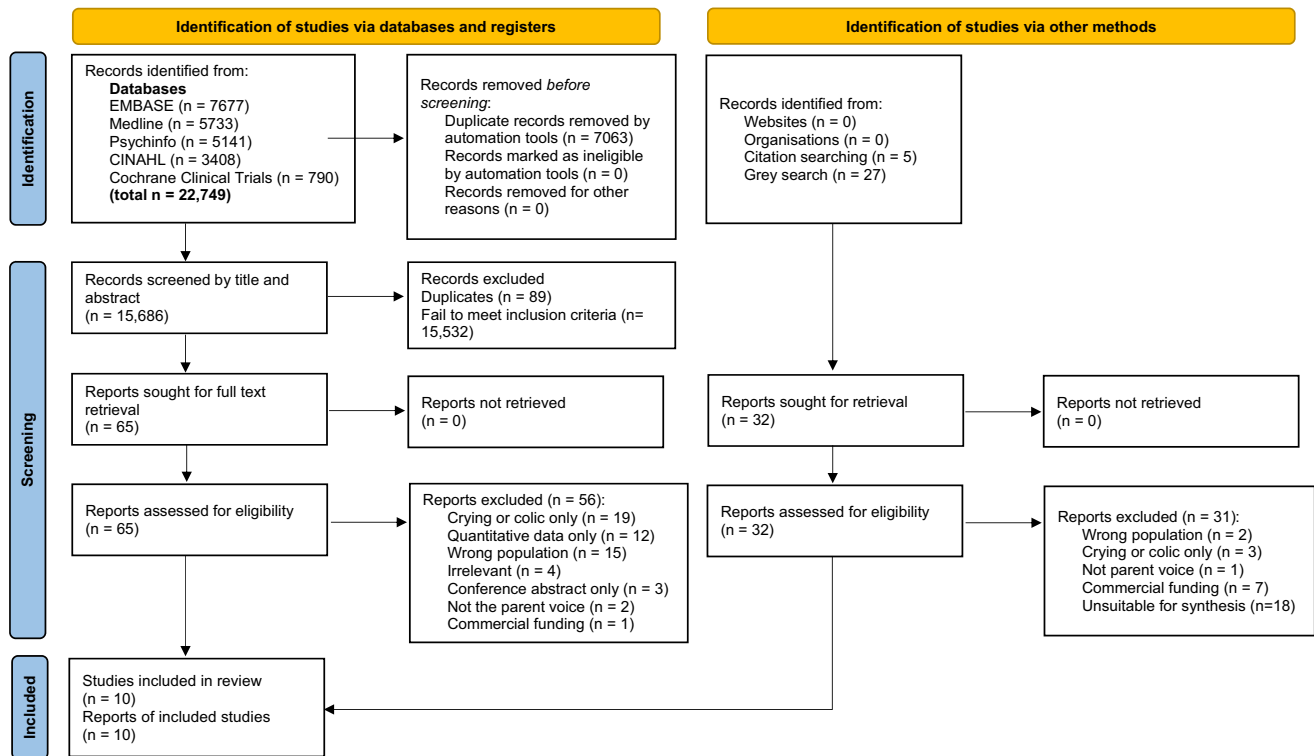 Identification of studies via databases and registers
Identification of studies via other methods
Identification
Records identified from:
Databases
EMBASE (n = 7677)
Medline (n = 5733)
Psychinfo (n = 5141)
CINAHL (n = 3408)
Cochrane Clinical Trials (n = 790)
(total n = 22,749)
Records removed before
screening:
Duplicate records removed by
automation tools (n = 7063)
Records marked as ineligible
by automation tools (n = 0)
Records removed for other
reasons (n = 0)
Records identified from:
Websites (n = 0)
Organisations (n = 0)
Citation searching (n = 5)
Grey search (n = 27)
Screening
Records screened by title and
abstract
(n = 15,686)
Records excluded
Duplicates (n = 89)
Fail to meet inclusion criteria (n=
15,532)
Reports sought for full text
retrieval
(n = 65)
Reports not retrieved
(n = 0)
Reports sought for retrieval
(n = 32)
Reports not retrieved
(n = 0)
Reports assessed for eligibility
(n = 65)
Reports excluded (n = 56):
Crying or colic only (n = 19)
Quantitative data only (n = 12)
Wrong population (n = 15)
Irrelevant (n = 4)
Conference abstract only (n = 3)
Not the parent voice (n = 2)
Commercial funding (n = 1)
Reports assessed for eligibility
(n = 32)
Reports excluded (n = 31):
Wrong population (n = 2)
Crying or colic only (n = 3)
Not parent voice (n = 1)
Commercial funding (n = 7)
Unsuitable for synthesis (n=18)
Included
Studies included in review
(n = 10)
Reports of included studies
(n = 10)